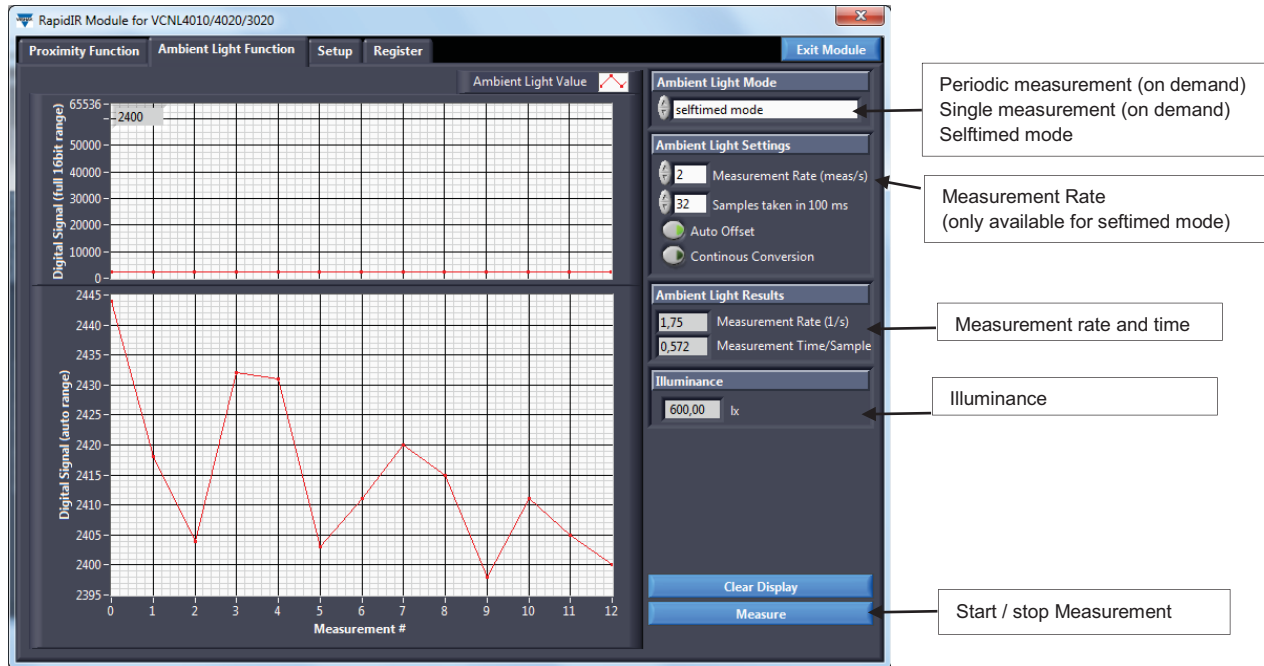 RapidIR Module for VCNL4010/4020/3020
Proximity Function
Ambient Light Function
Setup
Register
Exit Module
Ambient Light Value
Digital Signal (full 16bit range)
65536
2400
50000
40000
30000
20000
10000
0
Digital Signal (auto range)
2445
2440
2435
2430
2425
2420
2415
2410
2405
2400
2395
0 1 2 3 4 5 6 7 8 9 10 11 12
Measurement #
Ambient Light Mode
selftimed mode
Ambient Light Settings
2 Measurement Rate (meas/s)
32 Samples taken in 100 ms
Auto Offset
Continous Conversion
Ambient Light Results
1,75 Measurement Rate (1/s)
0,572 Measurement Time/Sample
Illuminance
600,00 lx
Clear Display
Measure
Periodic measurement (on demand)
Single measurement (on demand)
Selftimed mode
Measurement Rate
(only available for seftimed mode)
Measurement rate and time
Illuminance
Start / stop Measurement